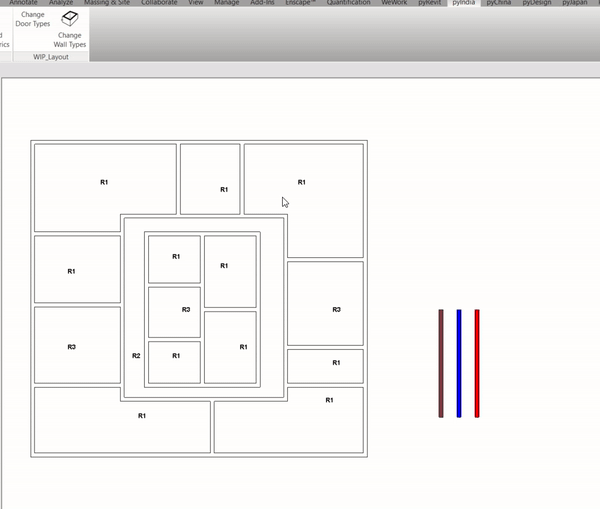 Annotate Analyze Massing & Site Collaborate View Manage Add-Ins Enscape™ Quantification WeWork pyRevit pyIndia pyChina pyDesign pyJapan
Change
Door Types
Change
Wall Types
WIP_Layout
R1
R1
R1
R1
R1
R1
R3
R3
R3
R1
R2
R1
R1
R1
R1